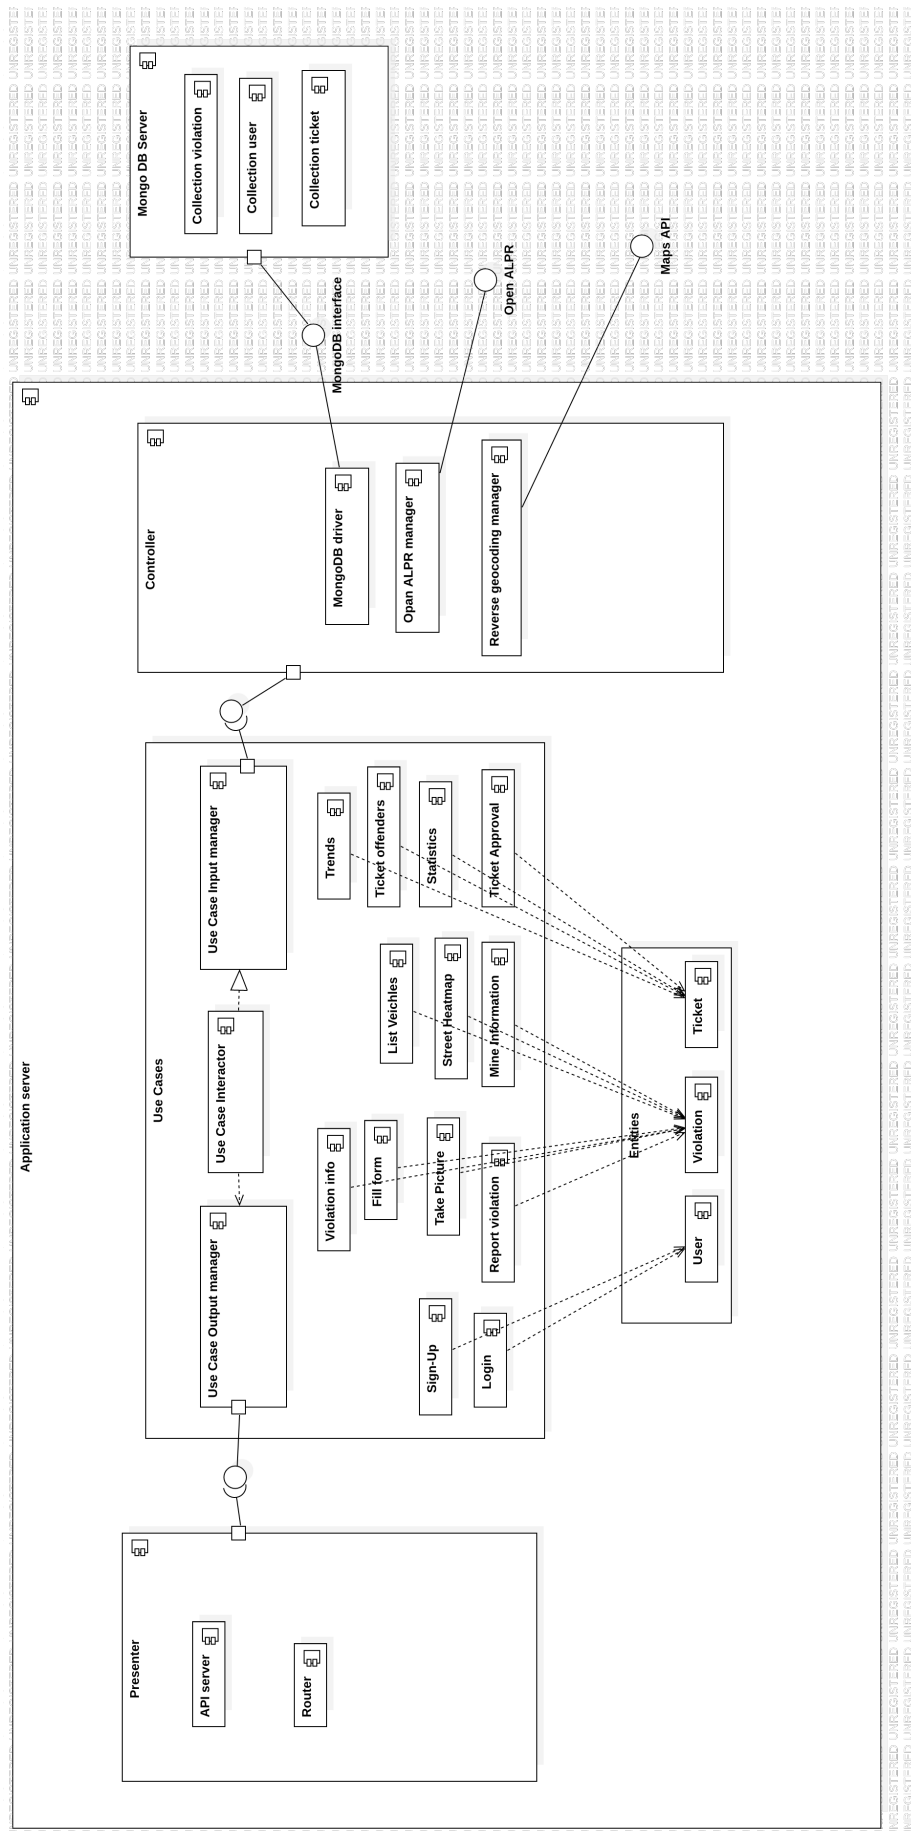 Application server
Presenter
API server
Router
Use Cases
Use Case Output manager
Use Case Interactor
Use Case Input manager
Violation info
Fill form
Take Picture
Report violation
Sign-Up
Login
List Veichles
Street Heatmap
Mine Information
Trends
Ticket offenders
Statistics
Ticket Approval
Entities
User
Violation
Ticket
Controller
MongoDB driver
Opan ALPR manager
Reverse geocoding manager
MongoDB interface
Open ALPR
Maps API
Mongo DB Server
Collection violation
Collection user
Collection ticket
UNREGISTERED